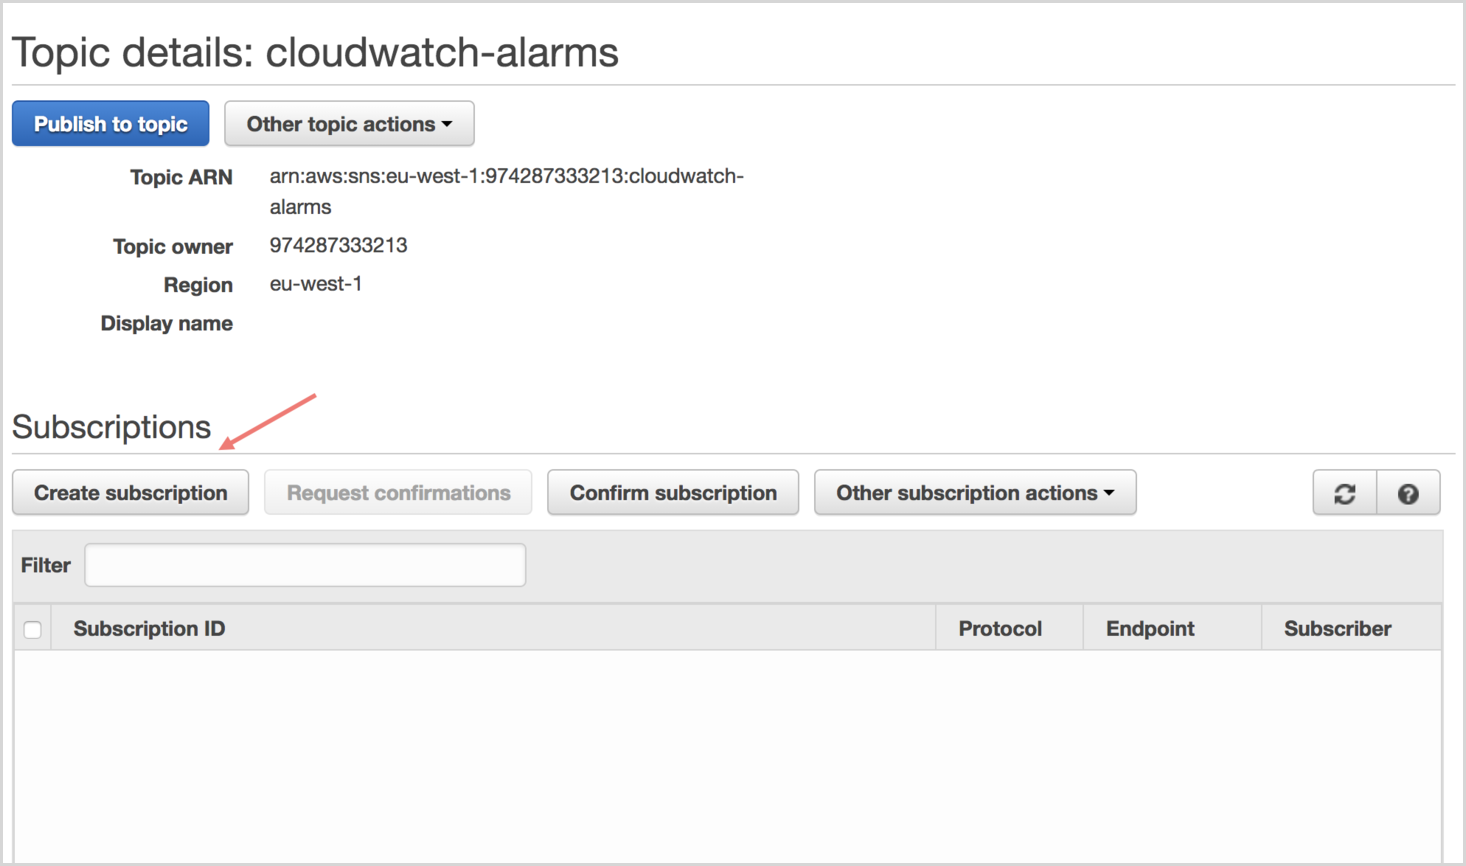 Topic details: cloudwatch-alarms
Publish to topic
Other topic actions
Topic ARN
arn:aws:sns:eu-west-1:974287333213:cloudwatch-
alarms
Topic owner
974287333213
Region
eu-west-1
Display name
Subscriptions
Create subscription
Request confirmations
Confirm subscription
Other subscription actions
?
Filter
Subscription ID
Protocol
Endpoint
Subscriber